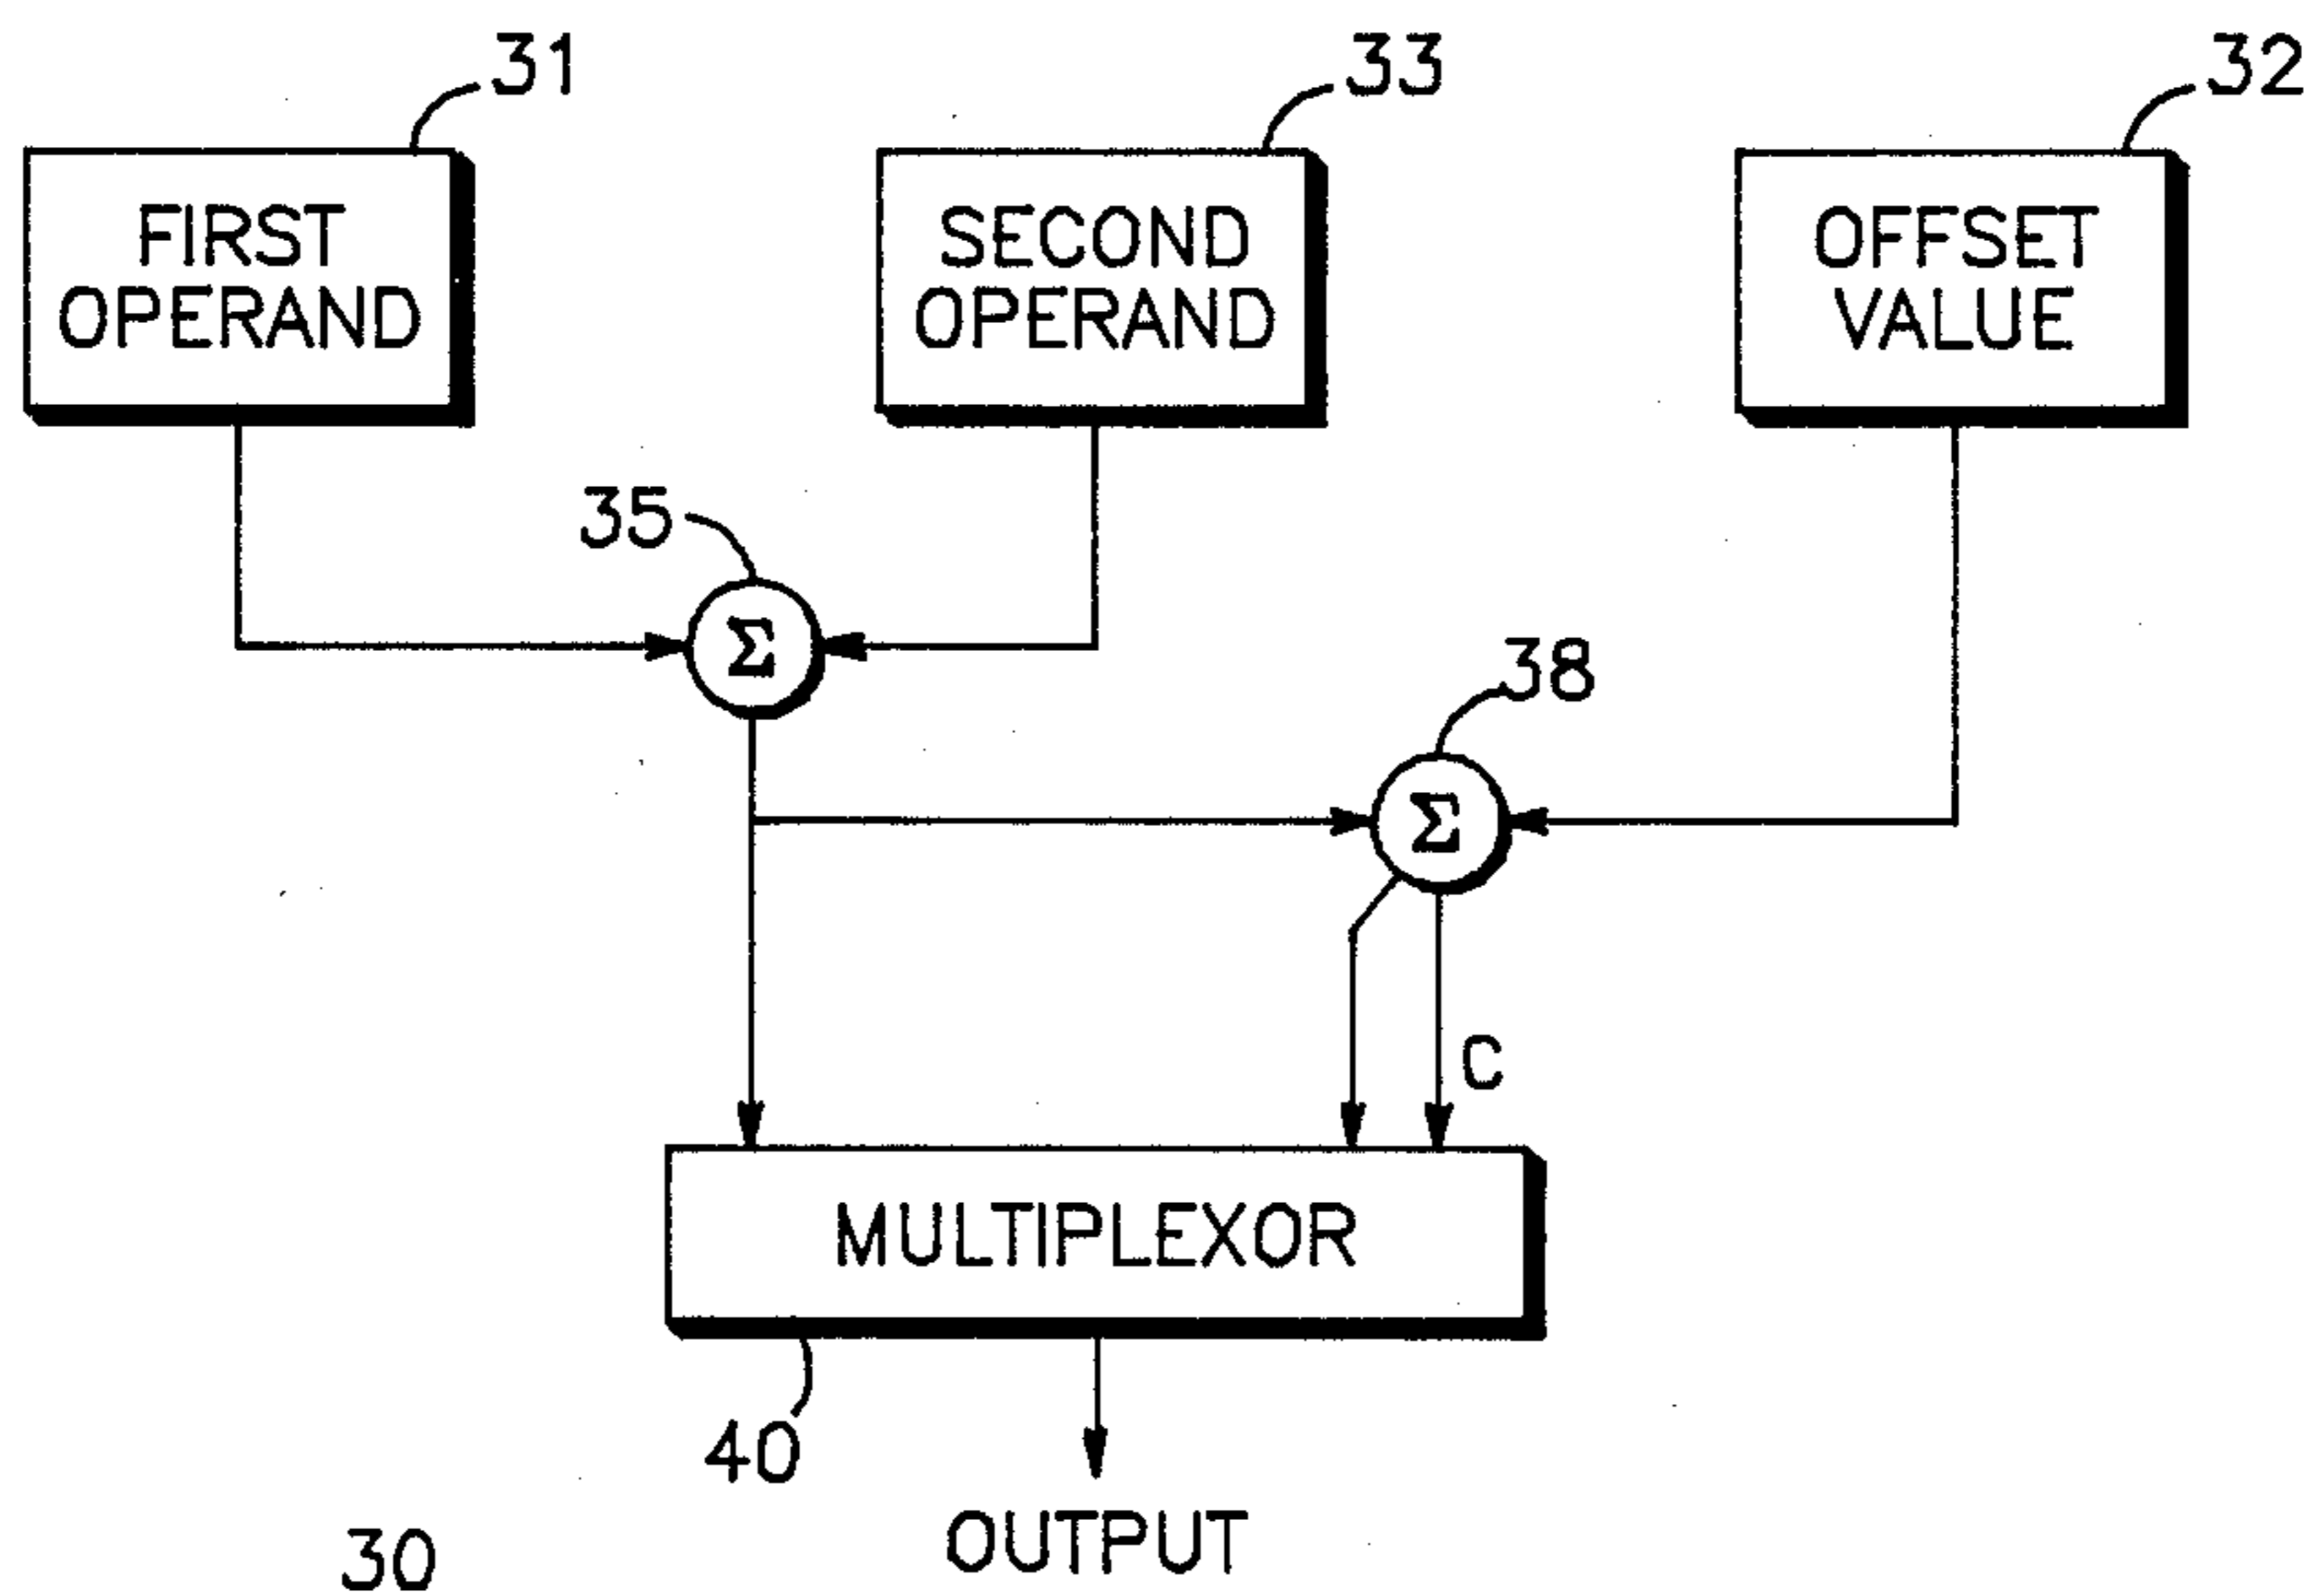 31
33
32
FIRST
OPERAND
SECOND
OPERAND
OFFSET
VALUE
35
Σ
38
Σ
C
MULTIPLEXOR
40
OUTPUT
30